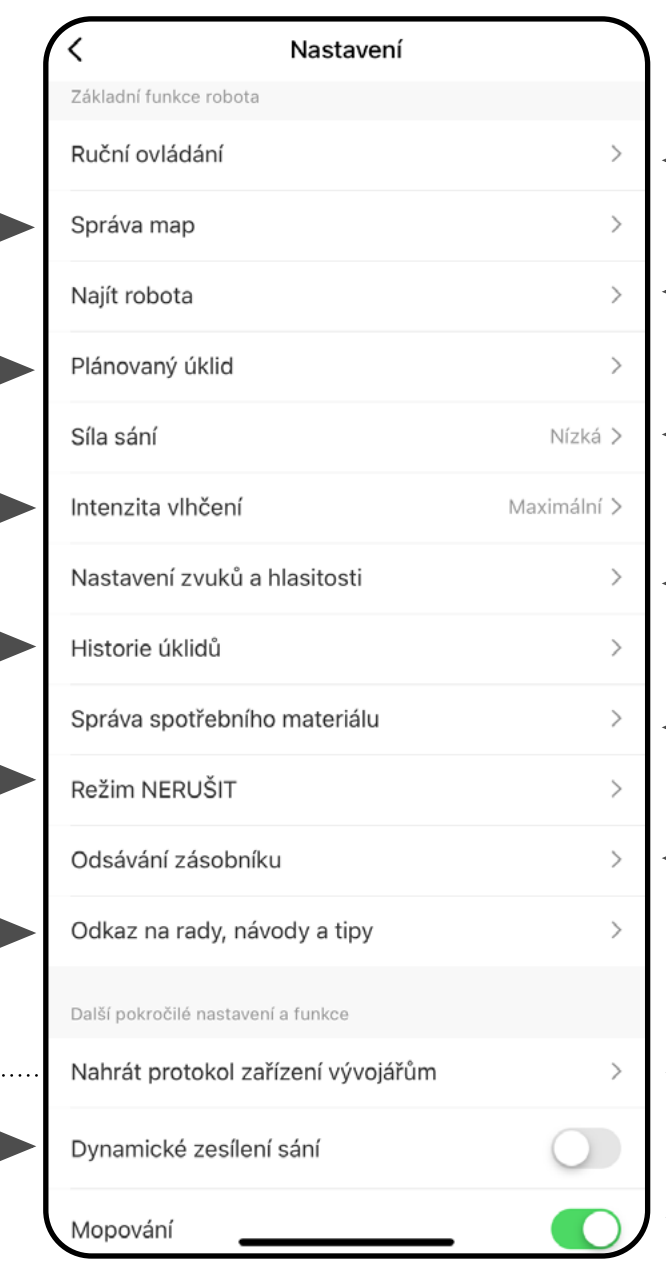 Nastavení
Základní funkce robota
Ruční ovládání
Správa map
Najít robota
Plánovaný úklid
Síla sání Nízká
Intenzita vlhčení Maximální
Nastavení zvuků a hlasitosti
Historie úklidů
Správa spotřebního materiálu
Režim NERUŠIT
Odsávání zásobníku
Odkaz na rady, návody a tipy
Další pokročilé nastavení a funkce
Nahrát protokol zařízení vývojářům
Dynamické zesílení sání
Mopování